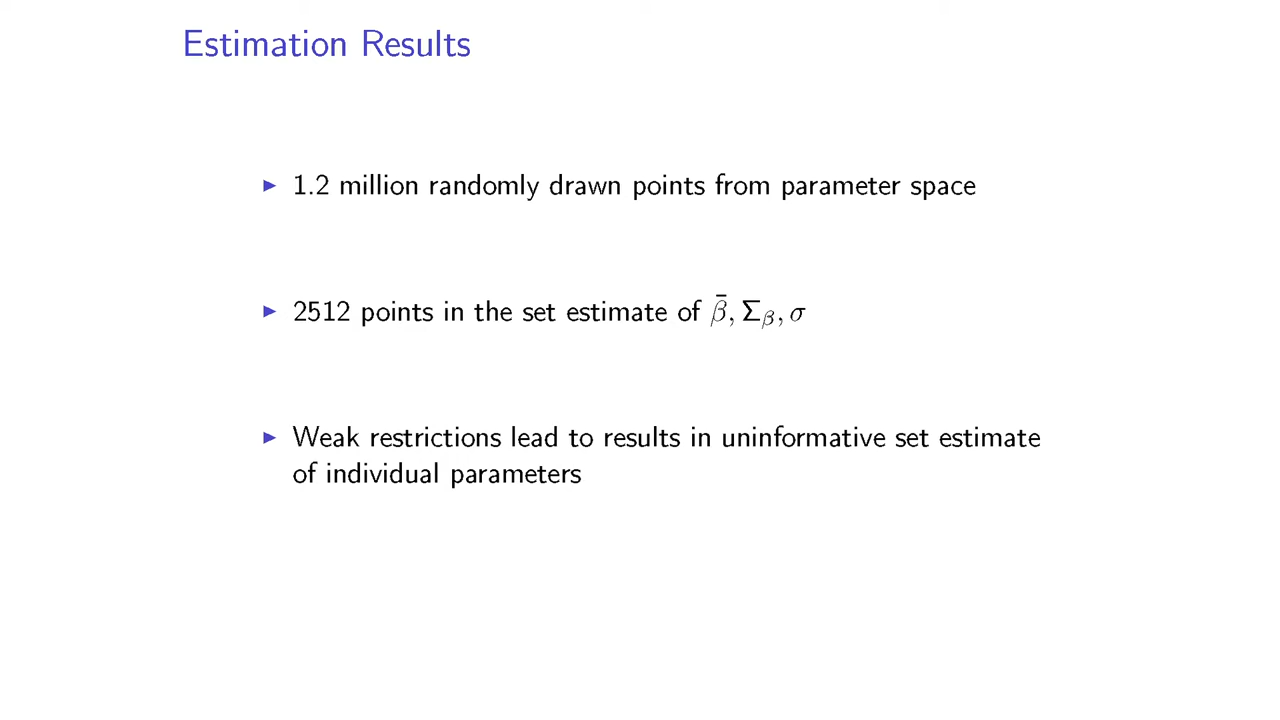 Estimation Results
▶ 1.2 million randomly drawn points from parameter space
▶ 2512 points in the set estimate of β̄, Σ_β, σ
▶ Weak restrictions lead to results in uninformative set estimate
of individual parameters